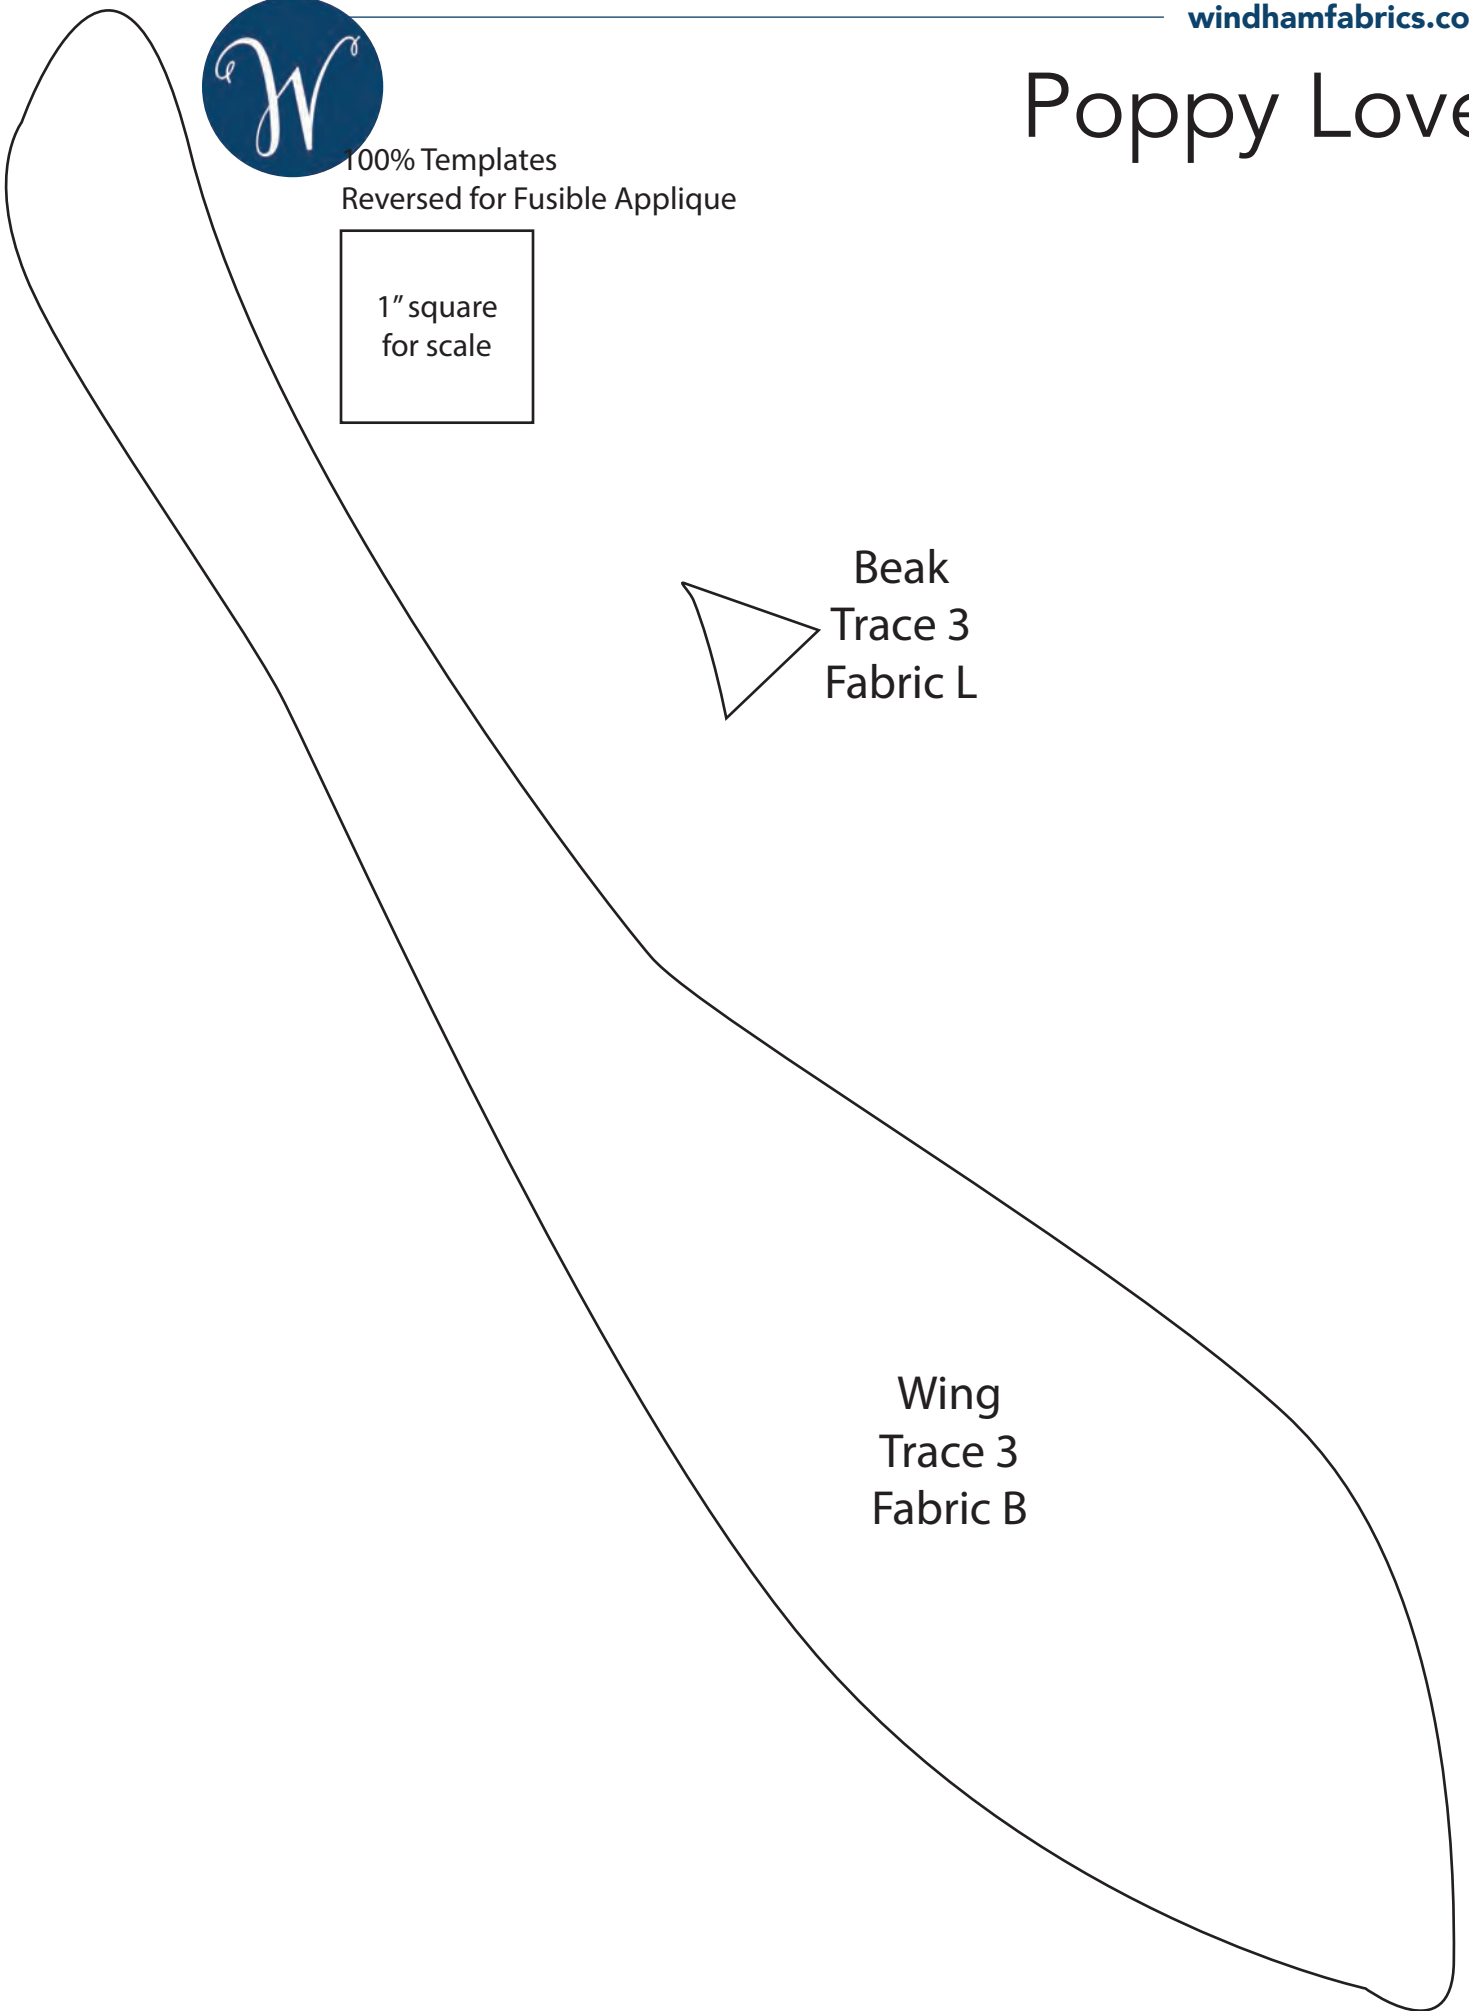 windhamfabrics.co
W
Poppy Love
100% Templates
Reversed for Fusible Applique
1” square
for scale
Beak
Trace 3
Fabric L
Wing
Trace 3
Fabric B